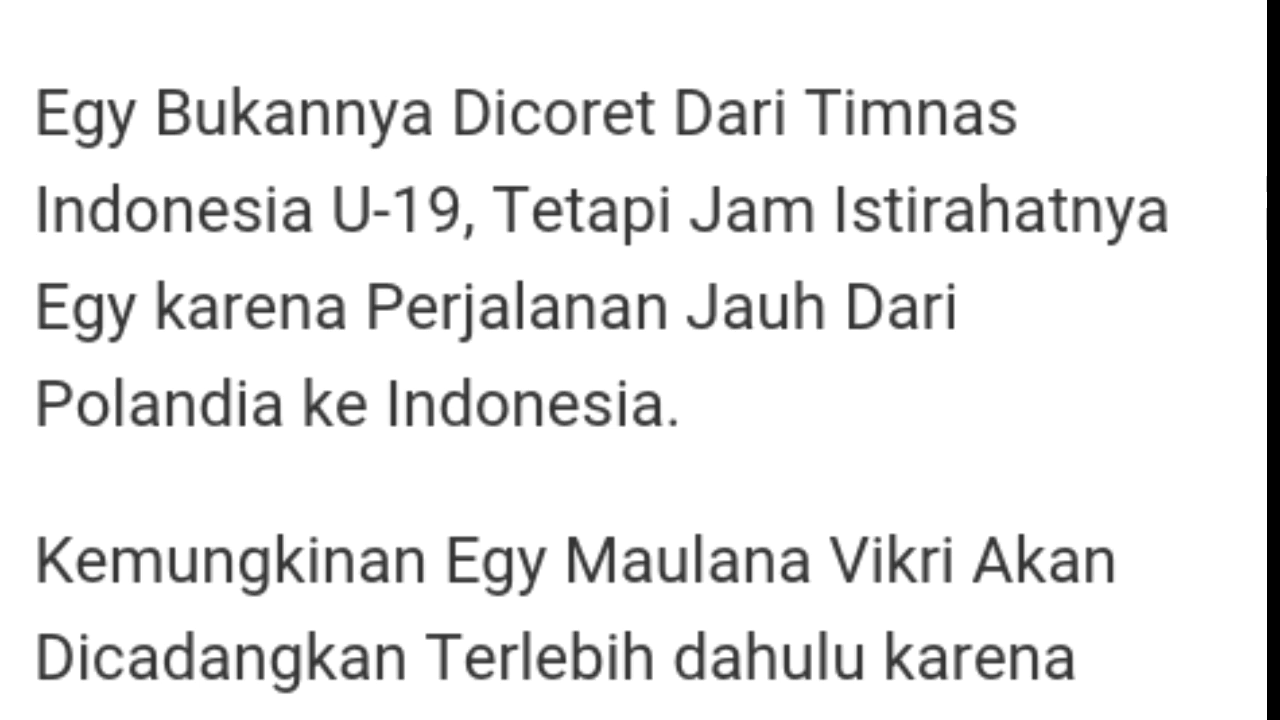 Egy Bukannya Dicoret Dari Timnas
Indonesia U-19, Tetapi Jam Istirahatnya
Egy karena Perjalanan Jauh Dari
Polandia ke Indonesia.
Kemungkinan Egy Maulana Vikri Akan
Dicadangkan Terlebih dahulu karena